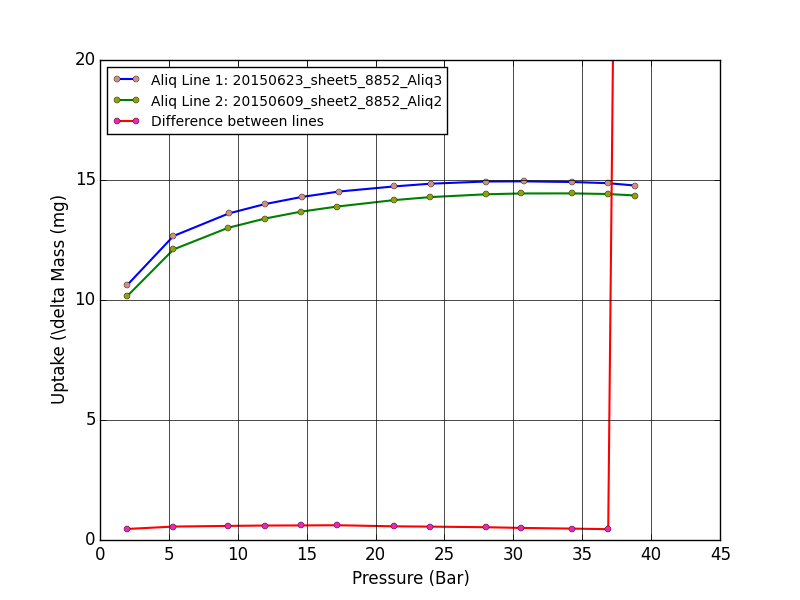 20
15
10
5
0
Uptake (\delta Mass (mg)
Aliq Line 1: 20150623_sheet5_8852_Aliq3
Aliq Line 2: 20150609_sheet2_8852_Aliq2
Difference between lines
0 5 10 15 20 25 30 35 40 45
Pressure (Bar)